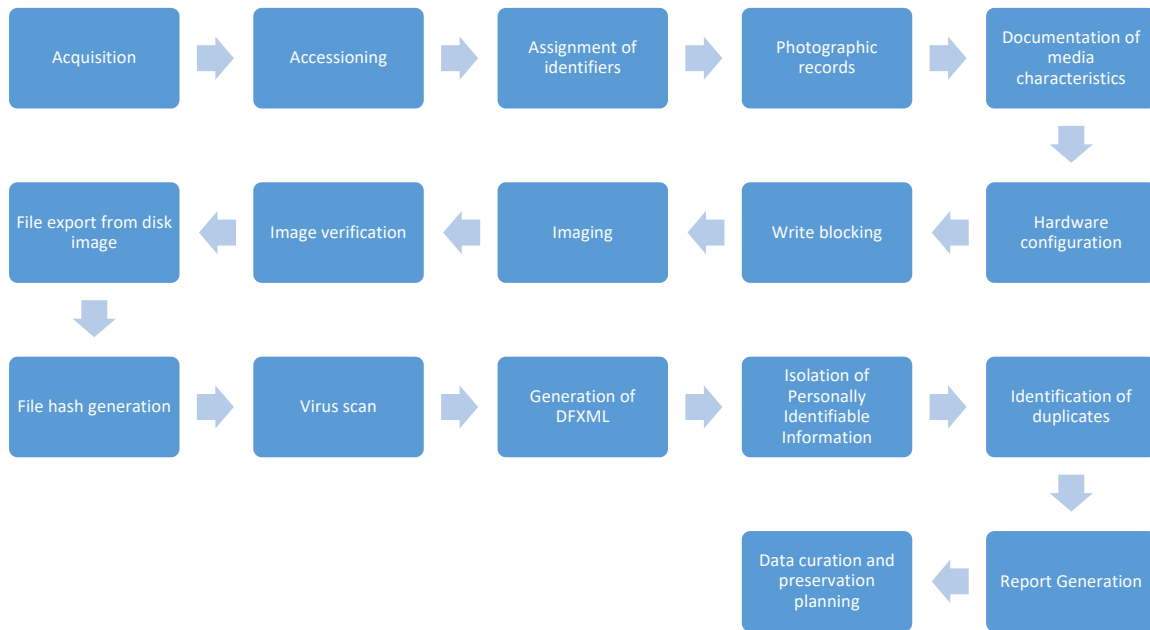 Acquisition
Accessioning
Assignment of
identifiers
Photographic
records
Documentation of
media
characteristics
Hardware
configuration
Write blocking
Imaging
Image verification
File export from disk
image
File hash generation
Virus scan
Generation of
DFXML
Isolation of
Personally
Identifiable
Information
Identification of
duplicates
Report Generation
Data curation and
preservation
planning